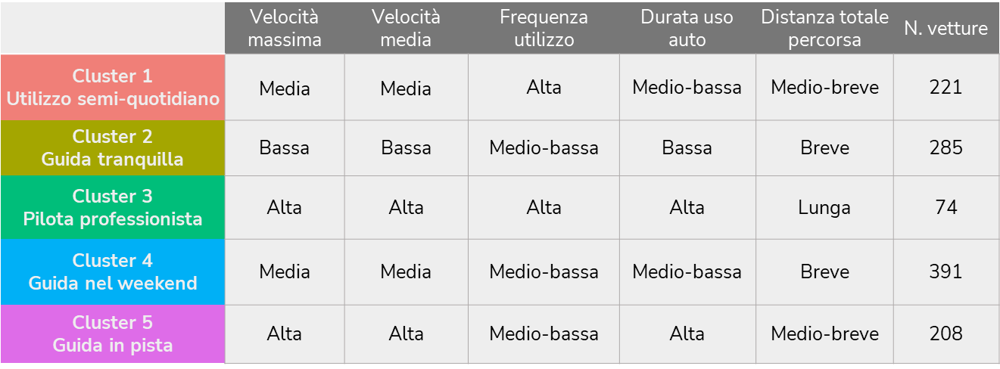 Velocità massima
Velocità media
Frequenza utilizzo
Durata uso auto
Distanza totale percorsa
N. vetture
Cluster 1
Utilizzo semi-quotidiano
Media
Media
Alta
Medio-bassa
Medio-breve
221
Cluster 2
Guida tranquilla
Bassa
Bassa
Medio-bassa
Bassa
Breve
285
Cluster 3
Pilota professionista
Alta
Alta
Alta
Alta
Lunga
74
Cluster 4
Guida nel weekend
Media
Media
Medio-bassa
Medio-bassa
Breve
391
Cluster 5
Guida in pista
Alta
Alta
Medio-bassa
Alta
Medio-breve
208